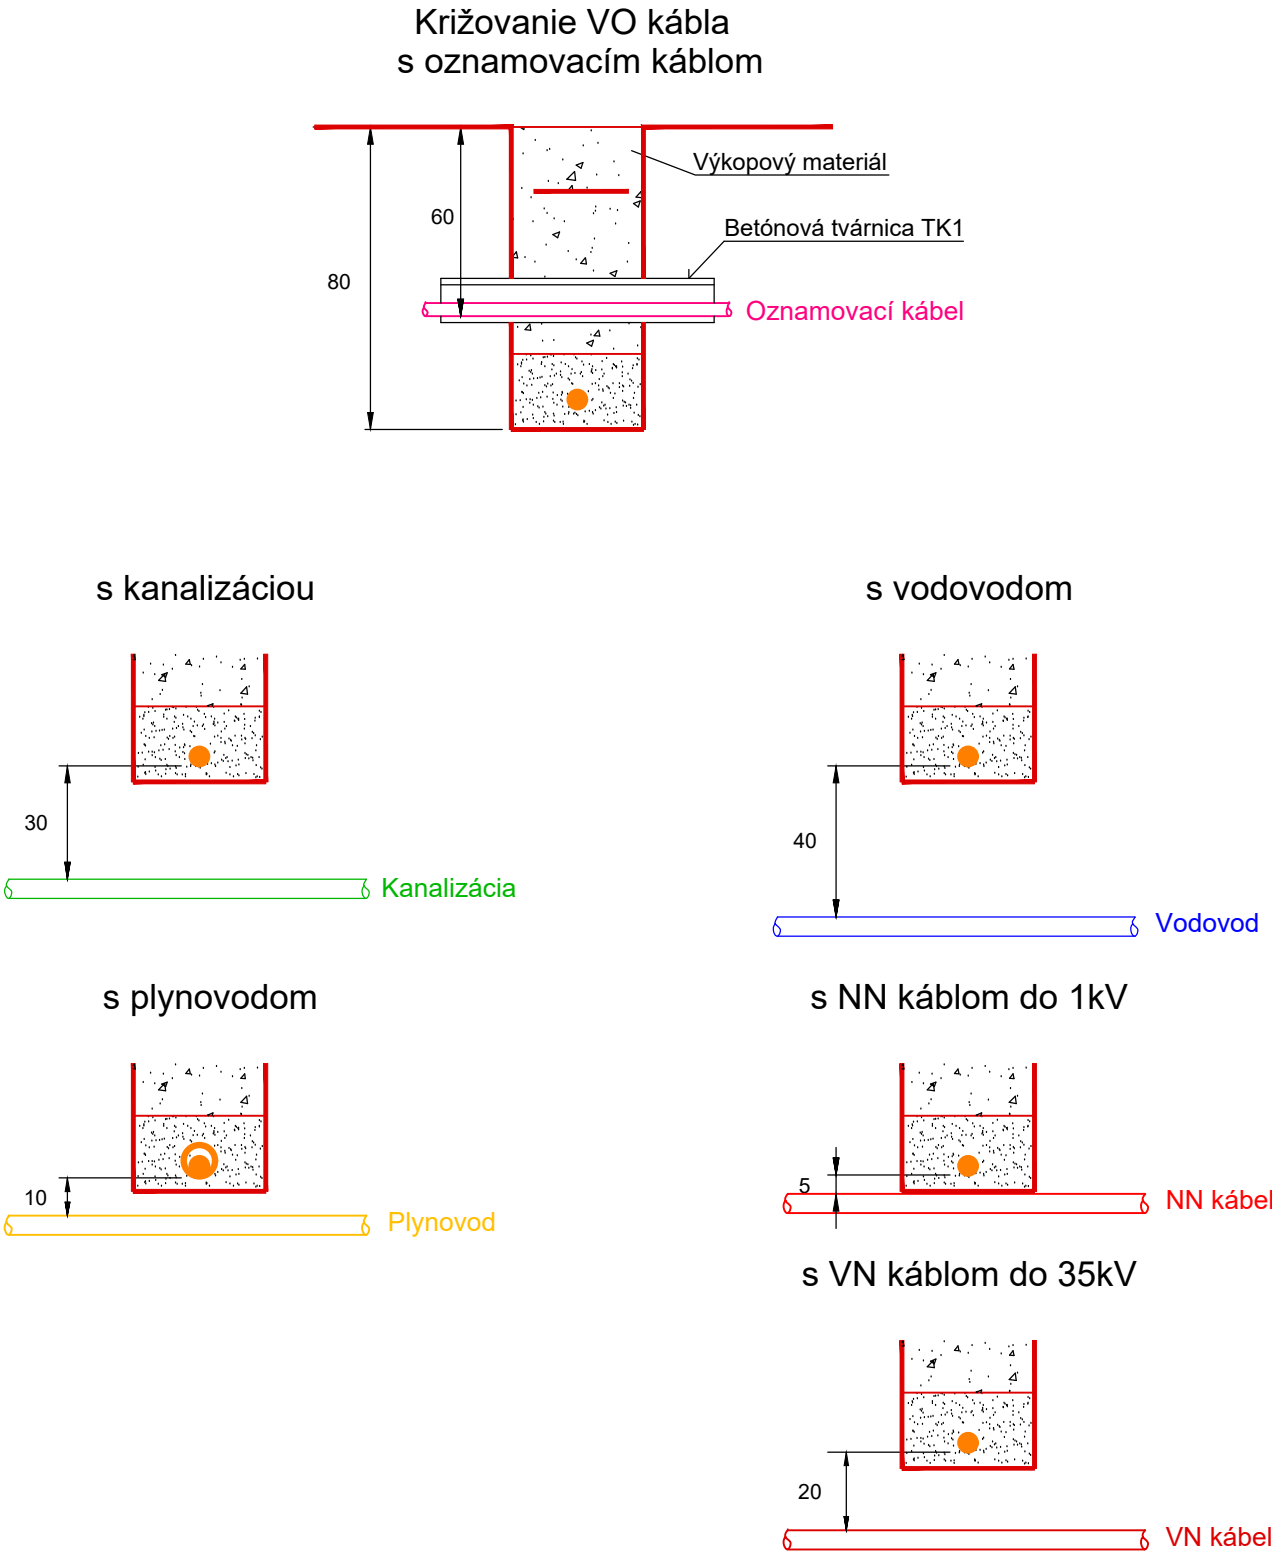 Križovanie VO kábla
s oznamovacím káblom
Výkopový materiál
60
Betónová tvárnica TK1
80
Oznamovací kábel
s kanalizáciou
s vodovodom
30
40
Kanalizácia
Vodovod
s plynovodom
s NN káblom do 1kV
10
5
Plynovod
NN kábel
s VN káblom do 35kV
20
VN kábel